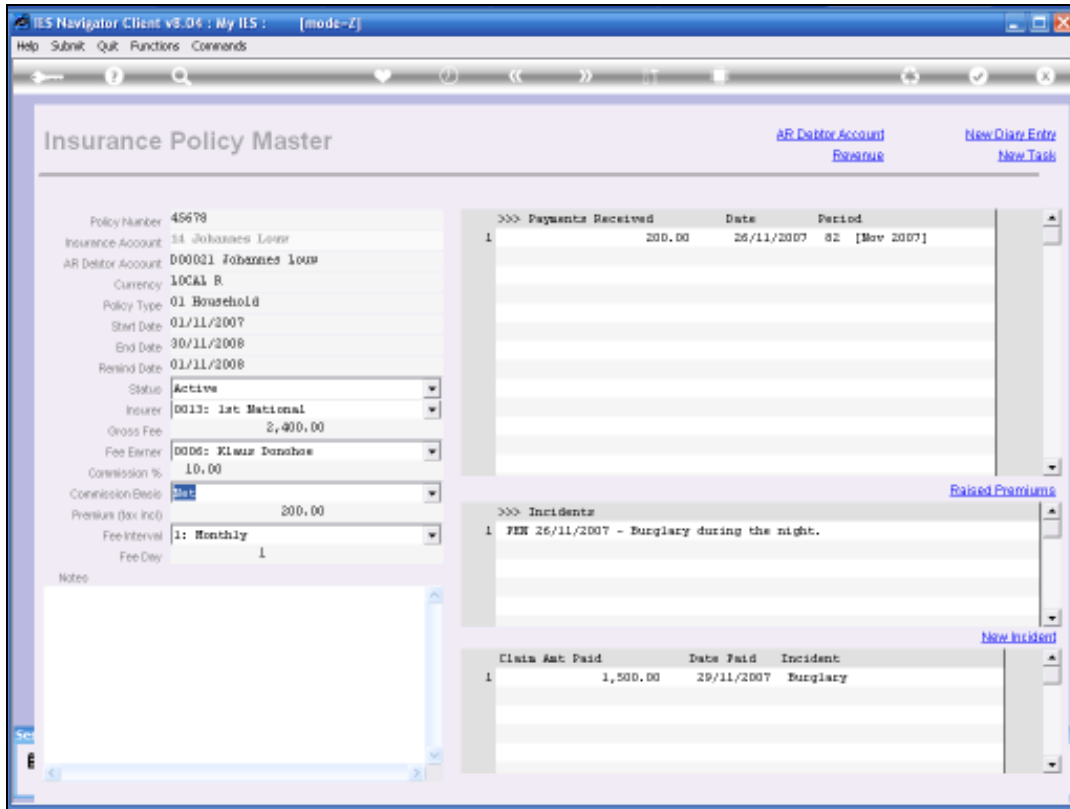 IES Navigator Client v8.04 : My IES : [mode=Z]
Help Submit Quit Functions Commands
Insurance Policy Master
AR Debtor Account New Diary Entry
Revenue New Task
Policy Number 45678
Insurance Account 14 Johannes Louw
AR Debtor Account D00021 Johannes Louw
Currency LOCAL R
Policy Type 01 Household
Start Date 01/11/2007
End Date 30/11/2008
Remind Date 01/11/2008
Status Active
Insurer 0013: 1st National
Gross Fee 2,400.00
Fee Earner 0006: Klaus Donohoe
Commission % 10.00
Commission Basis Net
Premium (tax incl) 200.00
Fee Interval 1: Monthly
Fee Day 1
Notes
>>> Payments Received Date Period
1 200.00 26/11/2007 82 [Nov 2007]
Raised Premiums
>>> Incidents
1 PEN 26/11/2007 - Burglary during the night.
New Incident
Claim Amt Paid Date Paid Incident
1 1,500.00 29/11/2007 Burglary